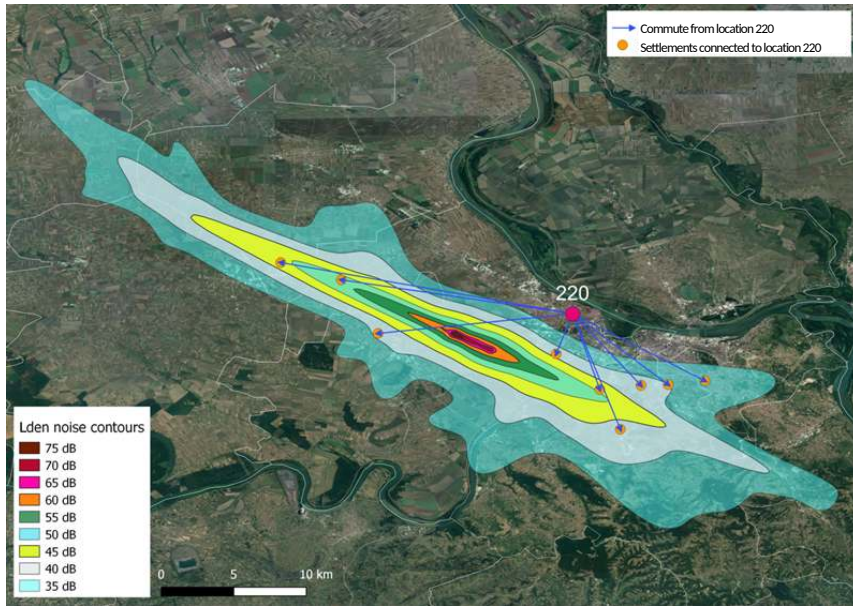 Commute from location 220
Settlements connected to location 220
220
Lden noise contours
75 dB
70 dB
65 dB
60 dB
55 dB
50 dB
45 dB
40 dB
35 dB
0 5 10 km